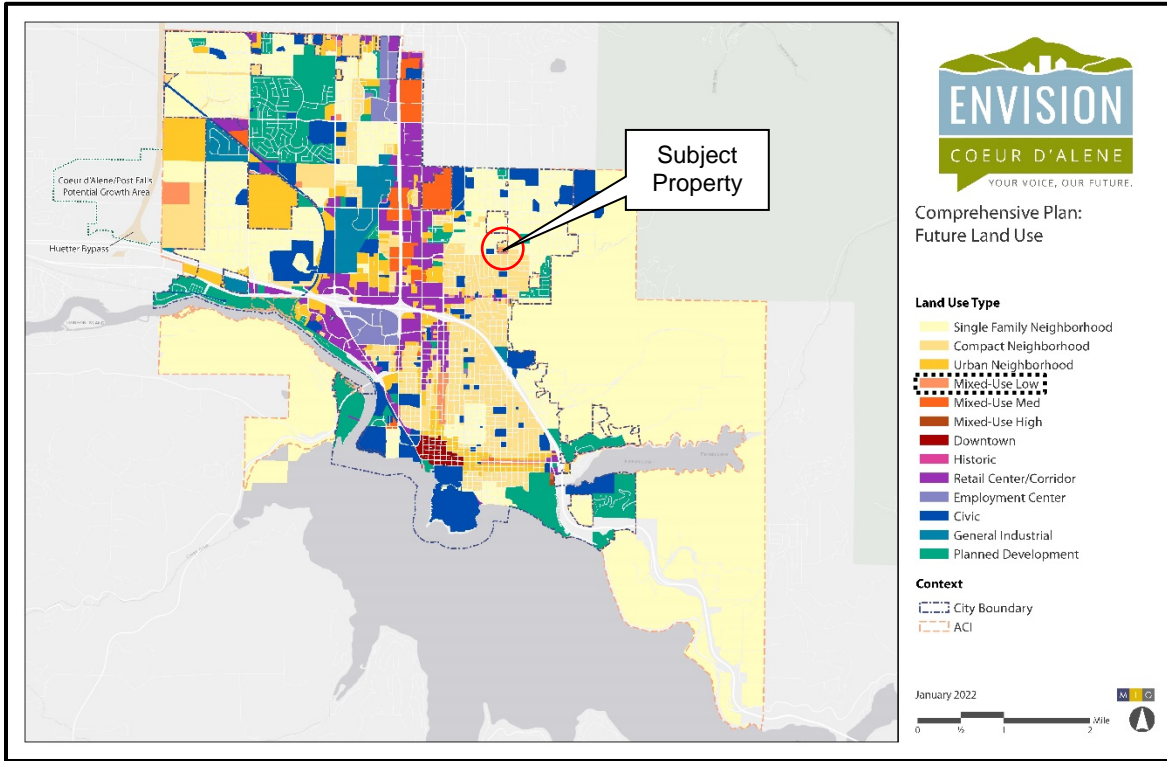 Coeur d'Alene/Post Falls
Potential Growth Area
Huetter Bypass
Subject
Property
ENVISION
COEUR D'ALENE
YOUR VOICE, OUR FUTURE.
Comprehensive Plan:
Future Land Use
Land Use Type
Single Family Neighborhood
Compact Neighborhood
Urban Neighborhood
Mixed-Use Low
Mixed-Use Med
Mixed-Use High
Downtown
Historic
Retail Center/Corridor
Employment Center
Civic
General Industrial
Planned Development
Context
City Boundary
ACI
January 2022
M I G
Mile
0 ½ 1 2